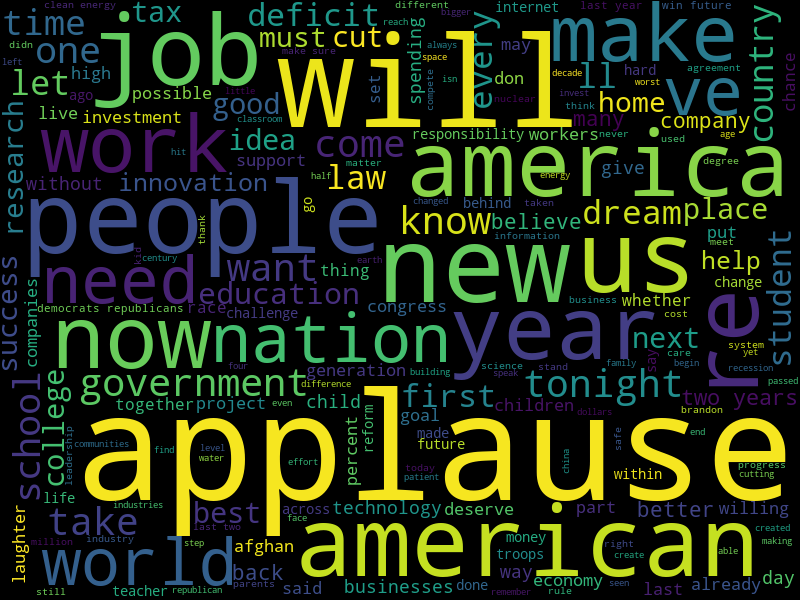 clean energy
different
last year
win future
time
tax
deficit
reach
bigger
internet
one
job
will
make
didn
left
must
cut
spending
every
may
always
space
compete
isn
agreement
country
chance
let
high
make sure
set
don
ll
hard
decade
worst
ve
ago
possible
good
little
nuclear
invest
think
home
live
investment
classroom
many
company
research
work
idea
come
responsibility
workers
never
used
age
hit
support
matter
america
degree
without
innovation
half
law
energy
give
people
go
changed
taken
behind
dream
place
thank
know
believe
information
put
meet
kid
century
want
earth
new
us
help
change
student
success
need
thing
education
business
whether
companies
democrats republicans
race
challenge
congress
year
cost
re
system
yet
now
nation
four
building
science
stand
family
next
say
care
begin
recession
government
generation
speak
tonight
passed
school
college
difference
first
dollars
two years
together
project
child
even
goal
children
brandon
leadership
communities
find
level
water
percent
reform
made
future
applause
china
safe
end
effort
today
patient
within
progress
cutting
life
industries
laughter
take
best
last two
across
technology
deserve
part
better
willing
face
money
created
million
industry
step
afghan
american
troops
right
create
able
making
world
parents
back
way
economy
already
day
still
teacher
republican
said
businesses
done
remember
rule
seen
last